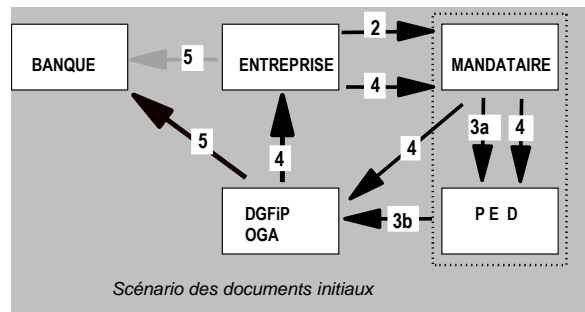 2
BANQUE
5
ENTREPRISE
MANDATAIRE
4
3a
4
5
4
4
DGFiP
OGA
3b
P E D
Scénario des documents initiaux